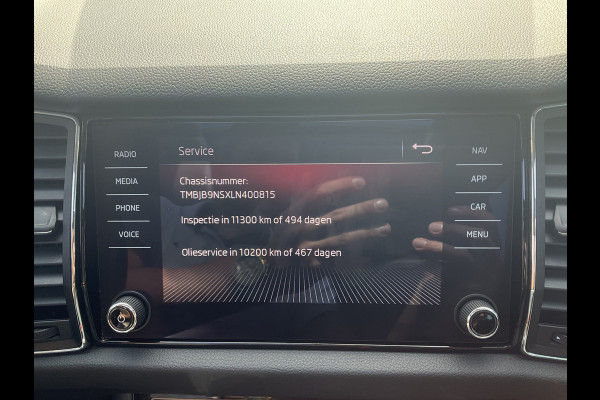 RADIO
MEDIA
PHONE
VOICE
Service
Chassisnummer:
TMBJB9NSXLN400815
Inspectie in 11300 km of 494 dagen
Olieservice in 10200 km of 467 dagen
NAV
APP
CAR
MENU